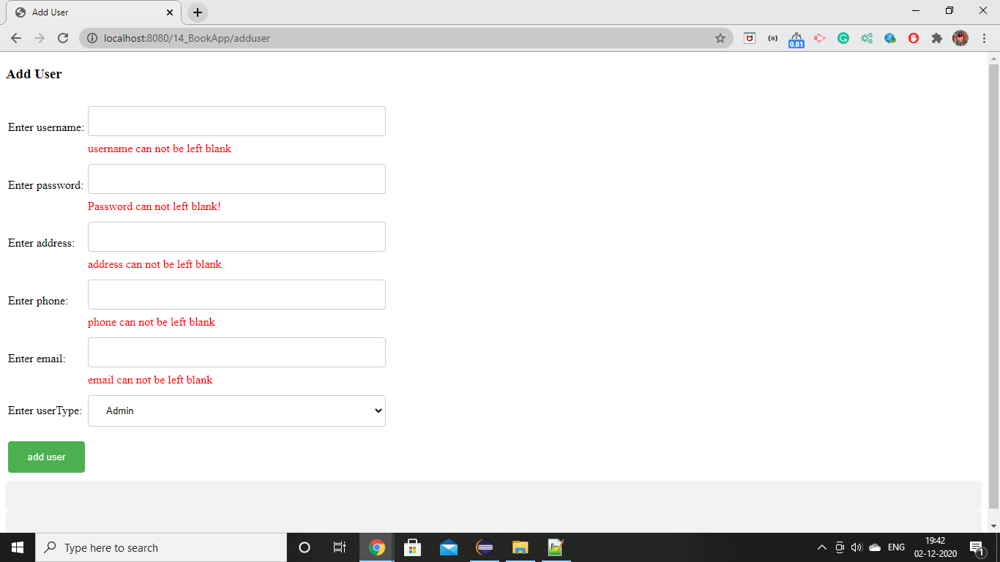 Add User
localhost:8080/14_BookApp/adduser
0.81
Add User
Enter username:
username can not be left blank
Enter password:
Password can not left blank!
Enter address:
address can not be left blank
Enter phone:
phone can not be left blank
Enter email:
email can not be left blank
Enter userType: Admin
add user
Type here to search
ENG
19:42
02-12-2020
1